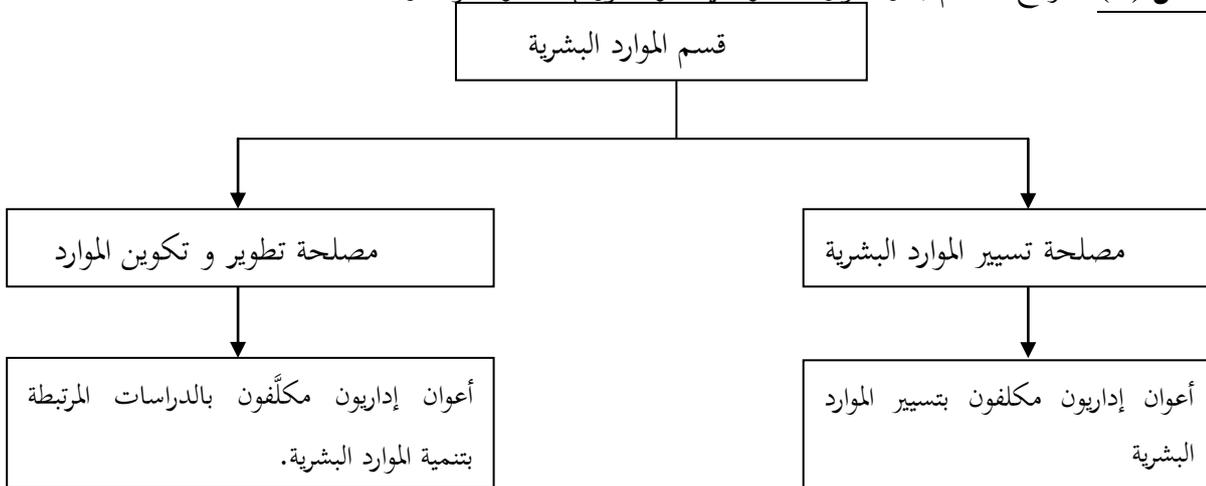 قسم الموارد البشرية
مصلحة تسيير الموارد البشرية
مصلحة تطوير و تكوين الموارد
أعوان إداريون مكلفون بتسيير الموارد
البشرية
أعوان إداريون مكلَّفون بالدراسات المرتبطة
بتنمية الموارد البشرية.